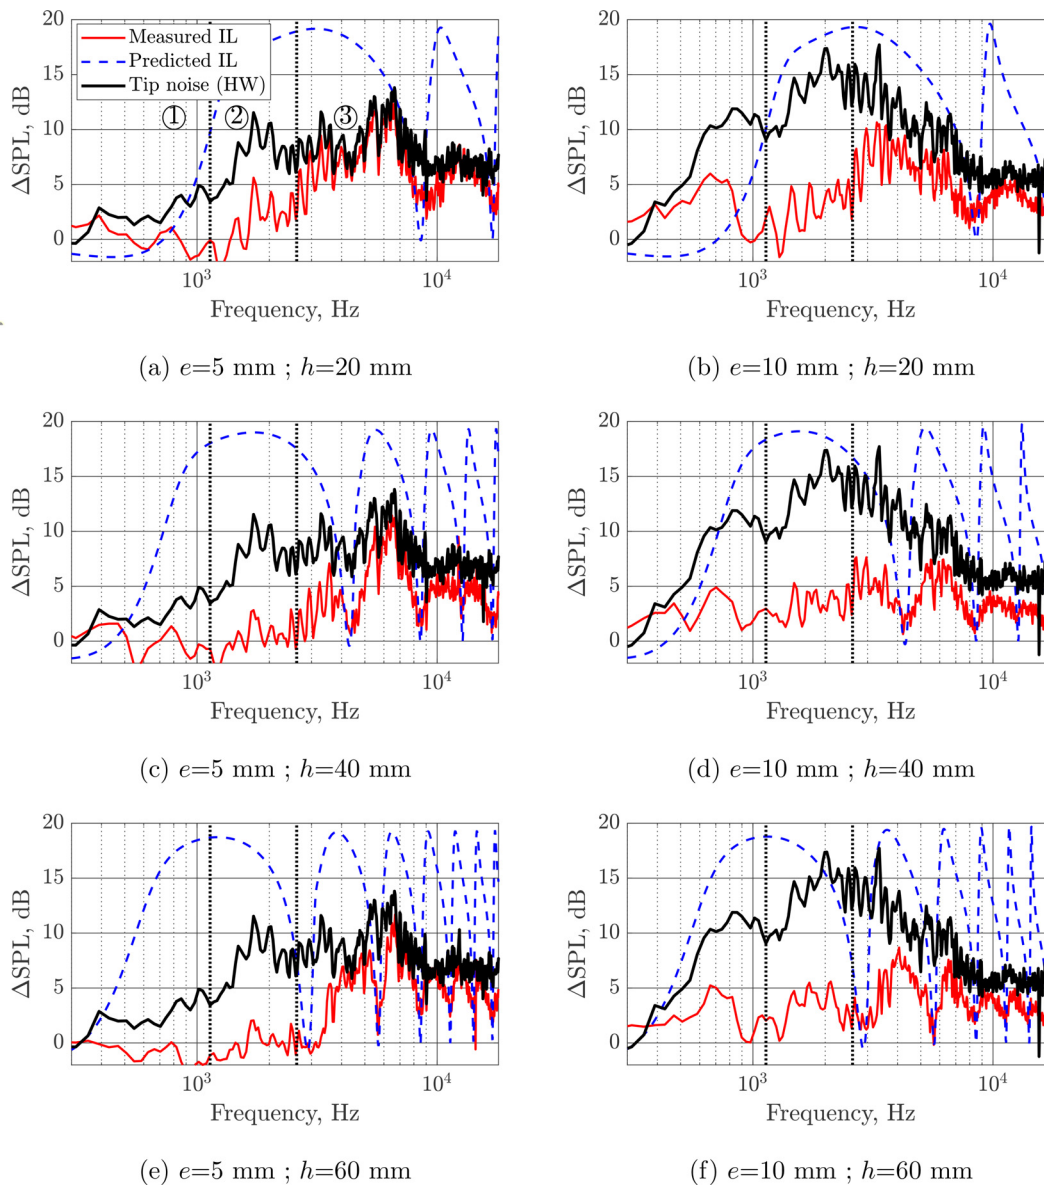 20
15
10
5
0
ΔSPL, dB
Measured IL
Predicted IL
Tip noise (HW)
① ② ③
10³ 10⁴
Frequency, Hz
(a) e=5 mm ; h=20 mm
20
15
10
5
0
ΔSPL, dB
10³ 10⁴
Frequency, Hz
(b) e=10 mm ; h=20 mm
20
15
10
5
0
ΔSPL, dB
10³ 10⁴
Frequency, Hz
(c) e=5 mm ; h=40 mm
20
15
10
5
0
ΔSPL, dB
10³ 10⁴
Frequency, Hz
(d) e=10 mm ; h=40 mm
20
15
10
5
0
ΔSPL, dB
10³ 10⁴
Frequency, Hz
(e) e=5 mm ; h=60 mm
20
15
10
5
0
ΔSPL, dB
10³ 10⁴
Frequency, Hz
(f) e=10 mm ; h=60 mm